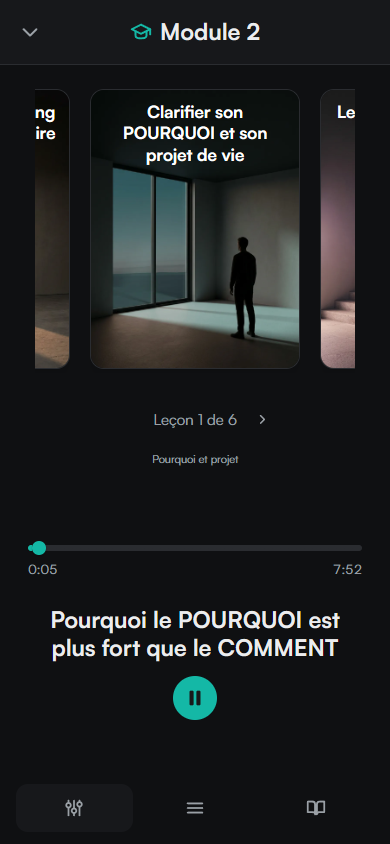 Module 2
ng
ire
Clarifier son
POURQUOI et son
projet de vie
Le
Leçon 1 de 6
Pourquoi et projet
0:05
7:52
Pourquoi le POURQUOI est
plus fort que le COMMENT